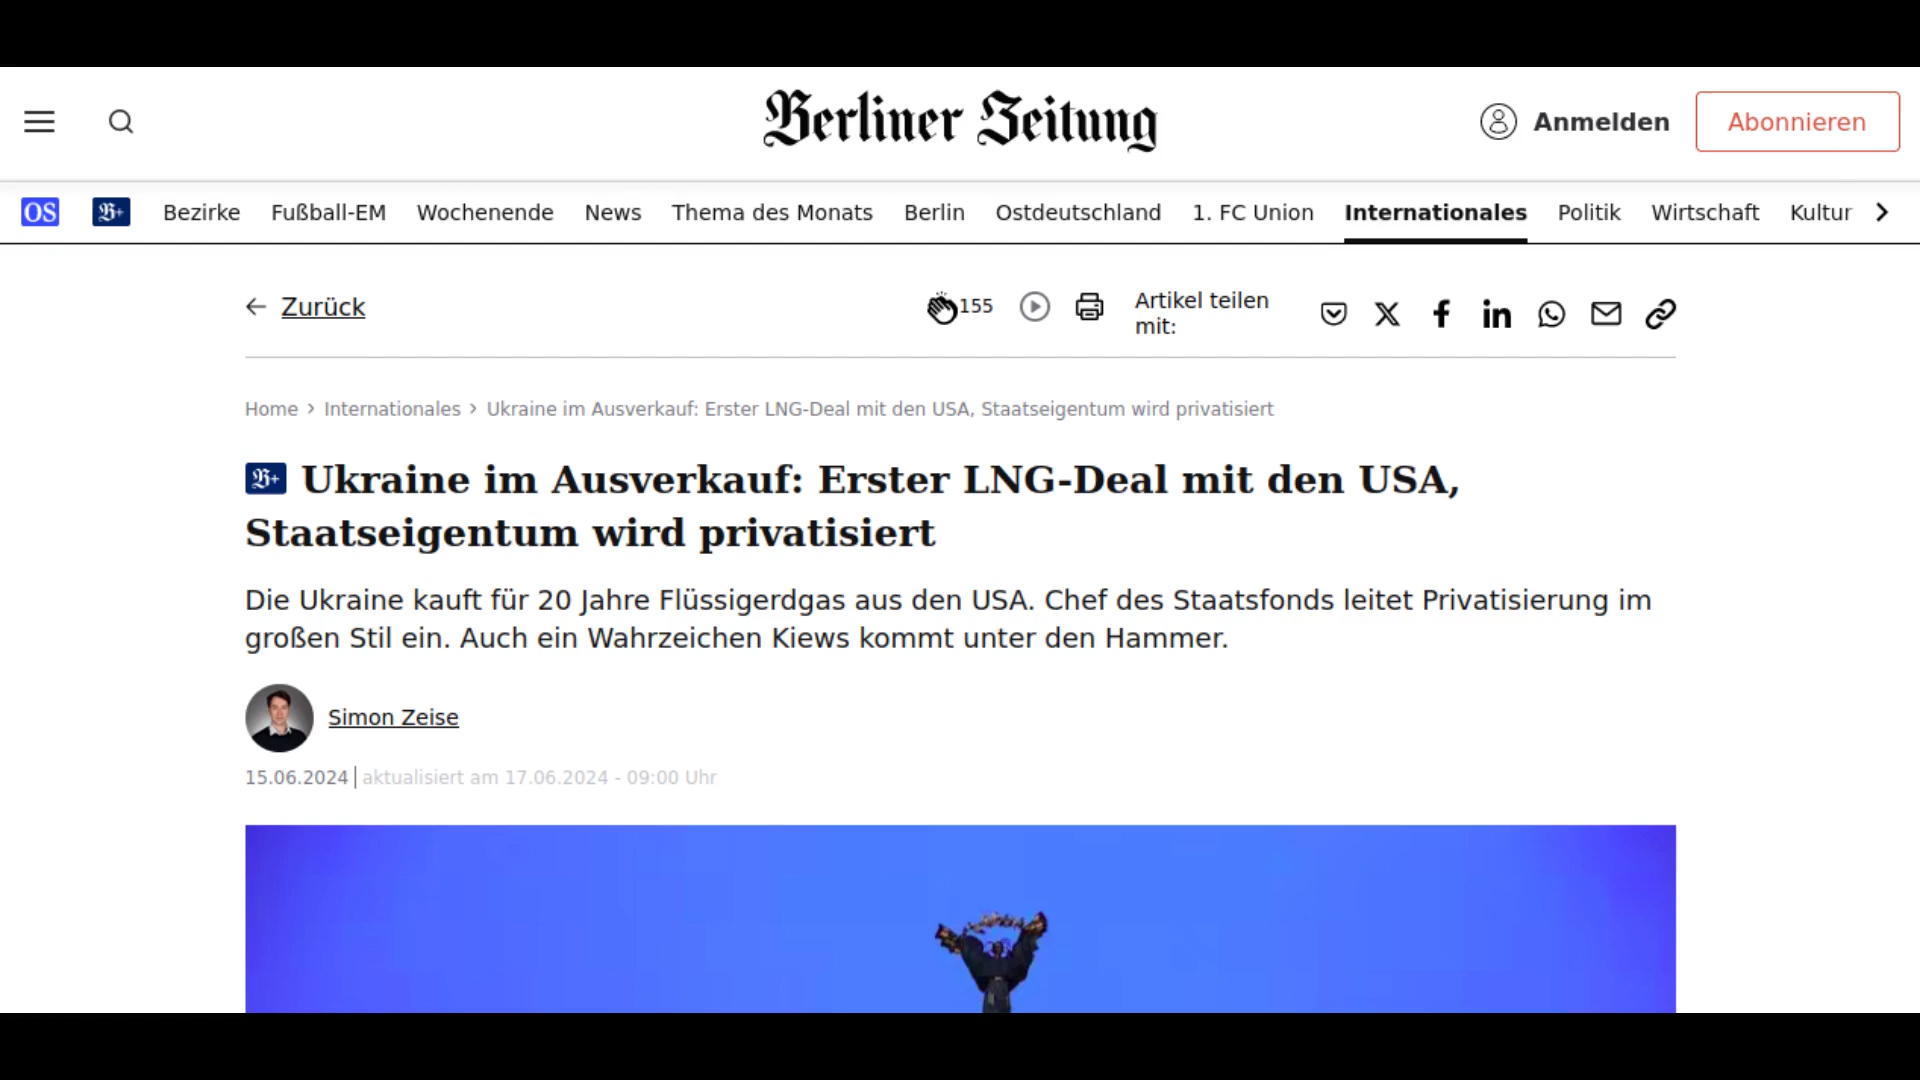 Berliner Zeitung
Anmelden
Abonnieren
OS B+ Bezirke Fußball-EM Wochenende News Thema des Monats Berlin Ostdeutschland 1. FC Union Internationales Politik Wirtschaft Kultur
Zurück
155
Artikel teilen
mit:
Home > Internationales > Ukraine im Ausverkauf: Erster LNG-Deal mit den USA, Staatseigentum wird privatisiert
B+ Ukraine im Ausverkauf: Erster LNG-Deal mit den USA,
Staatseigentum wird privatisiert
Die Ukraine kauft für 20 Jahre Flüssigerdgas aus den USA. Chef des Staatsfonds leitet Privatisierung im
großen Stil ein. Auch ein Wahrzeichen Kiews kommt unter den Hammer.
Simon Zeise
15.06.2024 | aktualisiert am 17.06.2024 - 09:00 Uhr